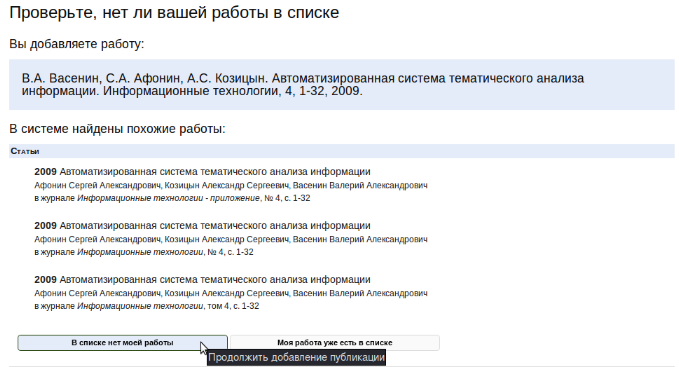 Проверьте, нет ли вашей работы в списке
Вы добавляете работу:
В.А. Васенин, С.А. Афонин, А.С. Козицын. Автоматизированная система тематического анализа
информации. Информационные технологии, 4, 1-32, 2009.
В системе найдены похожие работы:
Статьи
2009 Автоматизированная система тематического анализа информации
Афонин Сергей Александрович, Козицын Александр Сергеевич, Васенин Валерий Александрович
в журнале Информационные технологии - приложение, № 4, с. 1-32
2009 Автоматизированная система тематического анализа информации
Афонин Сергей Александрович, Козицын Александр Сергеевич, Васенин Валерий Александрович
в журнале Информационные технологии, № 4, с. 1-32
2009 Автоматизированная система тематического анализа информации
Афонин Сергей Александрович, Козицын Александр Сергеевич, Васенин Валерий Александрович
в журнале Информационные технологии, том 4, с. 1-32
В списке нет моей работы Моя работа уже есть в списке
Продолжить добавление публикации